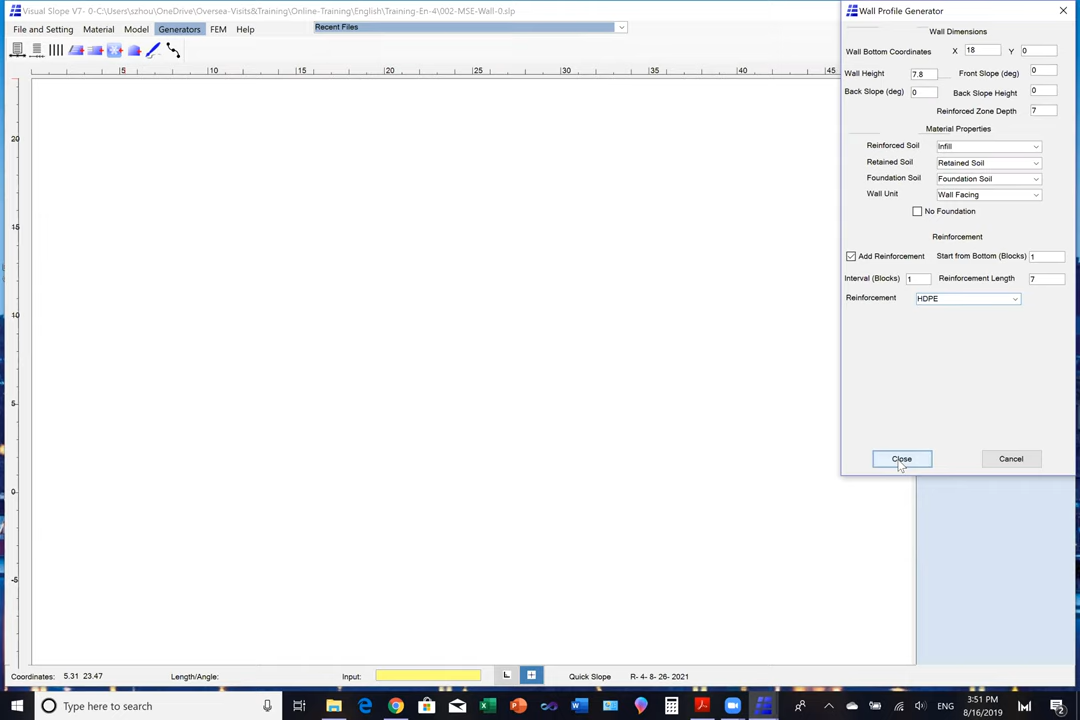 Visual Slope V7- 0-C:\Users\szhou\OneDrive\Oversea-Visits&Training\Online-Training\English\Training-En-4\002-MSE-Wall-0.slp
File and Setting Material Model Generators FEM Help Recent Files
5 10 15 20 25 30 35 40 45
20
15
10
5
0
-5
Wall Profile Generator
Wall Dimensions
Wall Bottom Coordinates X 18 Y 0
Wall Height 7.8 Front Slope (deg) 0
Back Slope (deg) 0 Back Slope Height 0
Reinforced Zone Depth 7
Material Properties
Reinforced Soil Infill
Retained Soil Retained Soil
Foundation Soil Foundation Soil
Wall Unit Wall Facing
No Foundation
Reinforcement
Add Reinforcement Start from Bottom (Blocks) 1
Interval (Blocks) 1 Reinforcement Length 7
Reinforcement HDPE
Close Cancel
Coordinates: 5.31 23.47 Length/Angle: Input: L Quick Slope R- 4- 8- 26- 2021
Type here to search
ENG
3:51 PM
8/16/2019
2